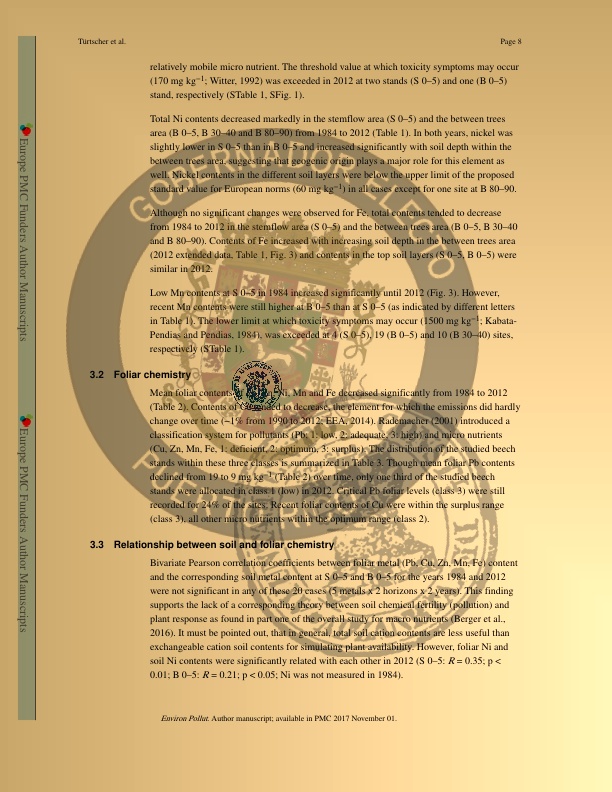 Türtscher et al.
Page 8
relatively mobile micro nutrient. The threshold value at which toxicity symptoms may occur
(170 mg kg−1; Witter, 1992) was exceeded in 2012 at two stands (S 0–5) and one (B 0–5)
stand, respectively (STable 1, SFig. 1).
Total Ni contents decreased markedly in the stemflow area (S 0–5) and the between trees
area (B 0–5, B 30–40 and B 80–90) from 1984 to 2012 (Table 1). In both years, nickel was
slightly lower in S 0–5 than in B 0–5 and increased significantly with soil depth within the
between trees area, suggesting that geogenic origin plays a major role for this element as
well. Nickel contents in the different soil layers were below the upper limit of the proposed
standard value for European norms (60 mg kg−1) in all cases except for one site at B 80–90.
Although no significant changes were observed for Fe, total contents tended to decrease
from 1984 to 2012 in the stemflow area (S 0–5) and the between trees area (B 0–5, B 30–40
and B 80–90). Contents of Fe increased with increasing soil depth in the between trees area
(2012 extended data, Table 1, Fig. 3) and contents in the top soil layers (S 0–5, B 0–5) were
similar in 2012.
Low Mn contents at S 0–5 in 1984 increased significantly until 2012 (Fig. 3). However,
recent Mn contents were still higher at B 0–5 than at S 0–5 (as indicated by different letters
in Table 1). The lower limit at which toxicity symptoms may occur (1500 mg kg−1; Kabata-
Pendias and Pendias, 1984), was exceeded at 4 (S 0–5), 19 (B 0–5) and 10 (B 30–40) sites,
respectively (STable 1).
3.2 Foliar chemistry
Mean foliar contents Ni, Mn and Fe decreased significantly from 1984 to 2012
(Table 2). Contents of to decrease, the element for which the emissions did hardly
change over time (−1% from 1990 to 2012; EEA, 2014). Rademacher (2001) introduced a
classification system for pollutants (Pb; 1: low, 2: adequate, 3: high) and micro nutrients
(Cu, Zn, Mn, Fe, 1: deficient, 2: optimum, 3: surplus). The distribution of the studied beech
stands within these three classes is summarized in Table 3. Though mean foliar Pb contents
declined from 19 to 9 mg kg−1 (Table 2) over time, only one third of the studied beech
stands were allocated in class 1 (low) in 2012. Critical Pb foliar levels (class 3) were still
recorded for 24% of the sites. Recent foliar contents of Cu were within the surplus range
(class 3), all other micro nutrients within the optimum range (class 2).
3.3 Relationship between soil and foliar chemistry
Bivariate Pearson correlation coefficients between foliar metal (Pb, Cu, Zn, Mn, Fe) content
and the corresponding soil metal content at S 0–5 and B 0–5 for the years 1984 and 2012
were not significant in any of these 20 cases (5 metals x 2 horizons x 2 years). This finding
supports the lack of a corresponding theory between soil chemical fertility (pollution) and
plant response as found in part one of the overall study for macro nutrients (Berger et al.,
2016). It must be pointed out, that in general, total soil cation contents are less useful than
exchangeable cation soil contents for simulating plant availability. However, foliar Ni and
soil Ni contents were significantly related with each other in 2012 (S 0–5: R = 0.35; p <
0.01; B 0–5: R = 0.21; p < 0.05; Ni was not measured in 1984).
Environ Pollut. Author manuscript; available in PMC 2017 November 01.
Europe PMC Funders Author Manuscripts
Europe PMC Funders Author Manuscripts